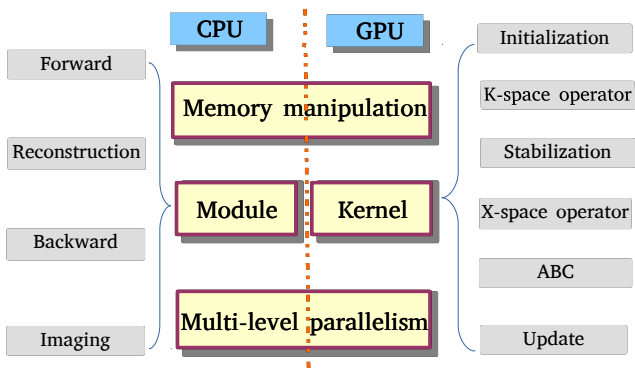 CPU
GPU
Forward
Reconstruction
Backward
Imaging
Memory manipulation
Module
Kernel
Multi-level parallelism
Initialization
K-space operator
Stabilization
X-space operator
ABC
Update